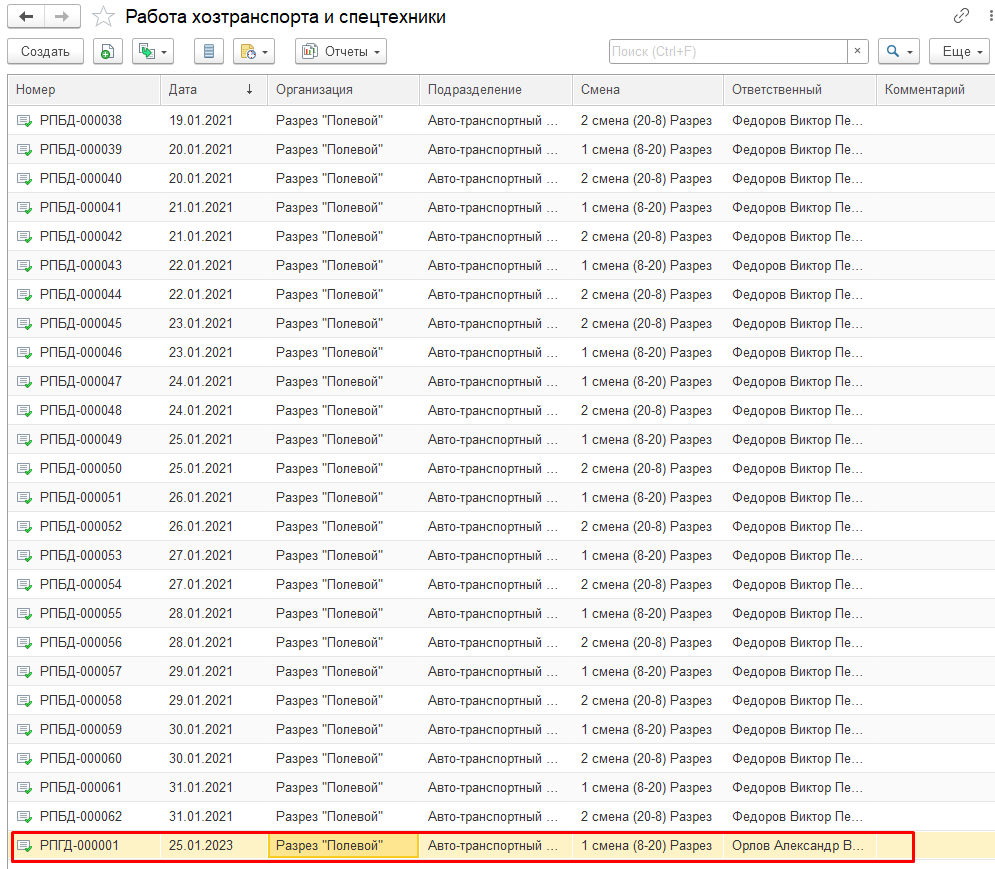 Работа хозтранспорта и спецтехники
Создать Отчеты Поиск (Ctrl+F) × Еще
Номер Дата ↓ Организация Подразделение Смена Ответственный Комментарий
РПБД-000038 19.01.2021 Разрез "Полевой" Авто-транспортный ... 2 смена (20-8) Разрез Федоров Виктор Пе...
РПБД-000039 20.01.2021 Разрез "Полевой" Авто-транспортный ... 1 смена (8-20) Разрез Федоров Виктор Пе...
РПБД-000040 20.01.2021 Разрез "Полевой" Авто-транспортный ... 2 смена (20-8) Разрез Федоров Виктор Пе...
РПБД-000041 21.01.2021 Разрез "Полевой" Авто-транспортный ... 1 смена (8-20) Разрез Федоров Виктор Пе...
РПБД-000042 21.01.2021 Разрез "Полевой" Авто-транспортный ... 2 смена (20-8) Разрез Федоров Виктор Пе...
РПБД-000043 22.01.2021 Разрез "Полевой" Авто-транспортный ... 1 смена (8-20) Разрез Федоров Виктор Пе...
РПБД-000044 22.01.2021 Разрез "Полевой" Авто-транспортный ... 2 смена (20-8) Разрез Федоров Виктор Пе...
РПБД-000045 23.01.2021 Разрез "Полевой" Авто-транспортный ... 2 смена (20-8) Разрез Федоров Виктор Пе...
РПБД-000046 23.01.2021 Разрез "Полевой" Авто-транспортный ... 1 смена (8-20) Разрез Федоров Виктор Пе...
РПБД-000047 24.01.2021 Разрез "Полевой" Авто-транспортный ... 1 смена (8-20) Разрез Федоров Виктор Пе...
РПБД-000048 24.01.2021 Разрез "Полевой" Авто-транспортный ... 2 смена (20-8) Разрез Федоров Виктор Пе...
РПБД-000049 25.01.2021 Разрез "Полевой" Авто-транспортный ... 1 смена (8-20) Разрез Федоров Виктор Пе...
РПБД-000050 25.01.2021 Разрез "Полевой" Авто-транспортный ... 2 смена (20-8) Разрез Федоров Виктор Пе...
РПБД-000051 26.01.2021 Разрез "Полевой" Авто-транспортный ... 1 смена (8-20) Разрез Федоров Виктор Пе...
РПБД-000052 26.01.2021 Разрез "Полевой" Авто-транспортный ... 2 смена (20-8) Разрез Федоров Виктор Пе...
РПБД-000053 27.01.2021 Разрез "Полевой" Авто-транспортный ... 1 смена (8-20) Разрез Федоров Виктор Пе...
РПБД-000054 27.01.2021 Разрез "Полевой" Авто-транспортный ... 2 смена (20-8) Разрез Федоров Виктор Пе...
РПБД-000055 28.01.2021 Разрез "Полевой" Авто-транспортный ... 1 смена (8-20) Разрез Федоров Виктор Пе...
РПБД-000056 28.01.2021 Разрез "Полевой" Авто-транспортный ... 2 смена (20-8) Разрез Федоров Виктор Пе...
РПБД-000057 29.01.2021 Разрез "Полевой" Авто-транспортный ... 1 смена (8-20) Разрез Федоров Виктор Пе...
РПБД-000058 29.01.2021 Разрез "Полевой" Авто-транспортный ... 2 смена (20-8) Разрез Федоров Виктор Пе...
РПБД-000059 30.01.2021 Разрез "Полевой" Авто-транспортный ... 1 смена (8-20) Разрез Федоров Виктор Пе...
РПБД-000060 30.01.2021 Разрез "Полевой" Авто-транспортный ... 2 смена (20-8) Разрез Федоров Виктор Пе...
РПБД-000061 31.01.2021 Разрез "Полевой" Авто-транспортный ... 1 смена (8-20) Разрез Федоров Виктор Пе...
РПБД-000062 31.01.2021 Разрез "Полевой" Авто-транспортный ... 2 смена (20-8) Разрез Федоров Виктор Пе...
РПГД-000001 25.01.2023 Разрез "Полевой" Авто-транспортный ... 1 смена (8-20) Разрез Орлов Александр В...